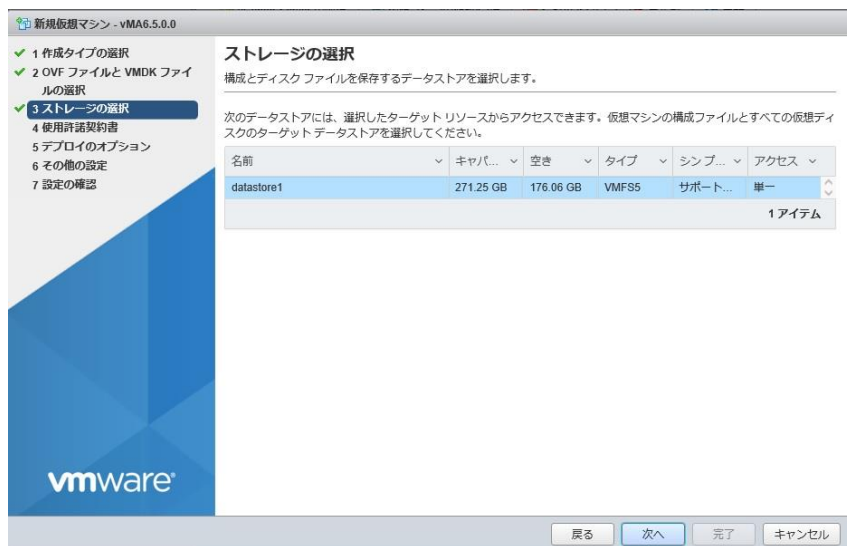 新規仮想マシン - vMA6.5.0.0
1 作成タイプの選択
2 OVF ファイルと VMDK ファイ
ルの選択
3 ストレージの選択
4 使用許諾契約書
5 デプロイのオプション
6 その他の設定
7 設定の確認
ストレージの選択
構成とディスク ファイルを保存するデータストアを選択します。
次のデータストアには、選択したターゲット リソースからアクセスできます。仮想マシンの構成ファイルとすべての仮想ディ
スクのターゲット データストアを選択してください。
名前 キャパ... 空き タイプ シンプ... アクセス
datastore1 271.25 GB 176.06 GB VMFS5 サポート... 単一
1 アイテム
vmware
戻る 次へ 完了 キャンセル